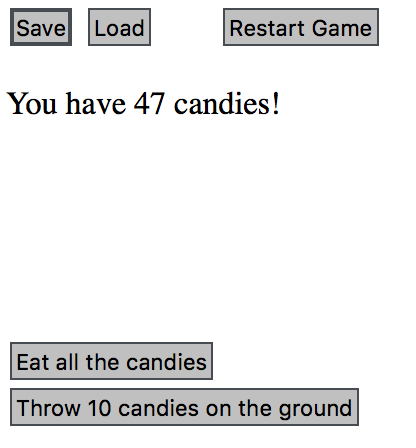 Save Load Restart Game
You have 47 candies!
Eat all the candies
Throw 10 candies on the ground